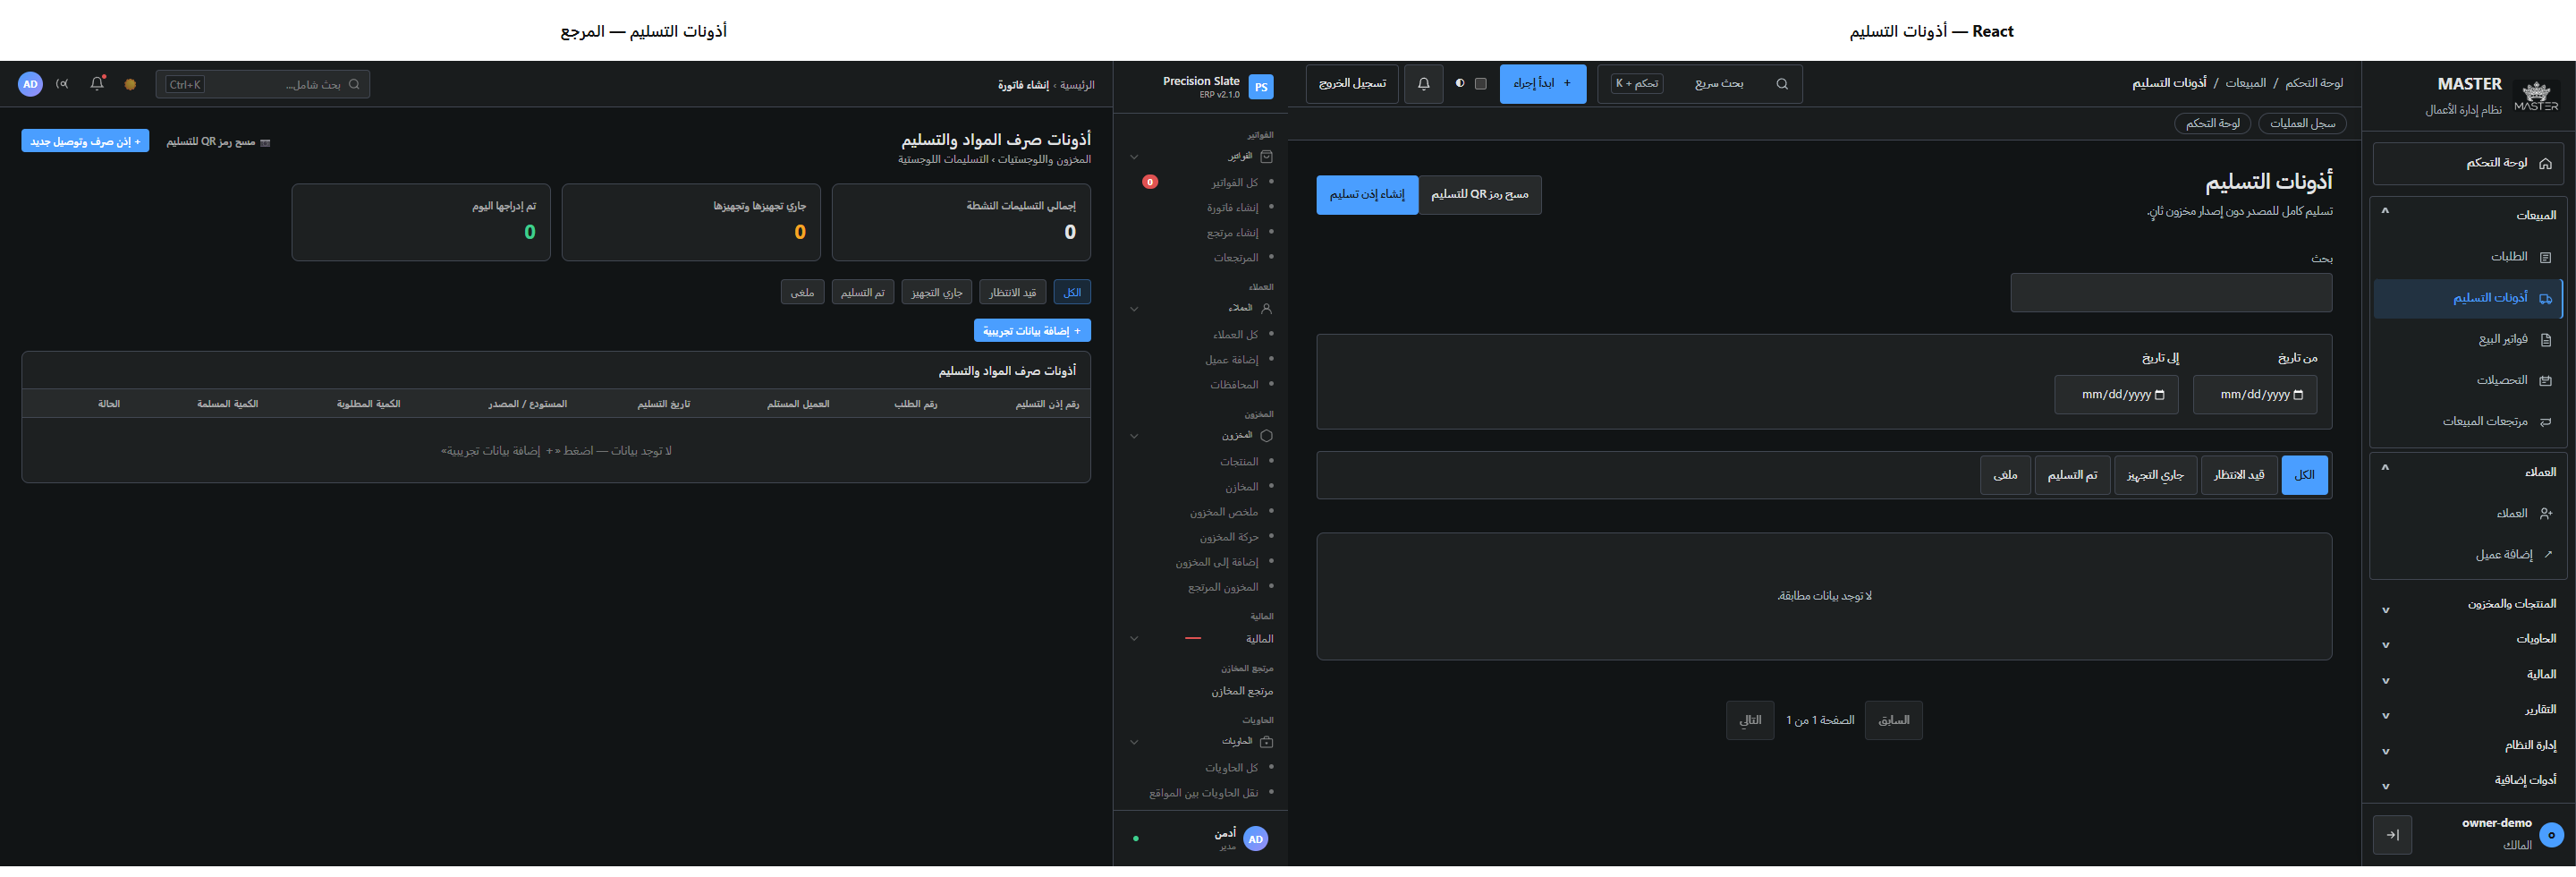 React — أذونات التسليم
MASTER
نظام إدارة الأعمال
MASTER
لوحة التحكم
المبيعات
الطلبات
أذونات التسليم
فواتير البيع
التحصيلات
مرتجعات المبيعات
العملاء
العملاء
إضافة عميل
المنتجات والمخزون
الحاويات
المالية
التقارير
إدارة النظام
أدوات إضافية
owner-demo
المالك
لوحة التحكم / المبيعات / أذونات التسليم
بحث سريع
تحكم + K
+ ابدأ إجراء
تسجيل الخروج
سجل العمليات
لوحة التحكم
أذونات التسليم
تسليم كامل للمصدر دون إصدار مخزون ثانٍ.
مسح رمز QR للتسليم
إنشاء إذن تسليم
بحث
من تاريخ
إلى تاريخ
mm/dd/yyyy
mm/dd/yyyy
الكل
قيد الانتظار
جاري التجهيز
تم التسليم
ملغى
لا توجد بيانات مطابقة.
السابق
الصفحة 1 من 1
التالي
أذونات التسليم — المرجع
PS
Precision Slate
ERP v2.1.0
الفواتير
الفواتير
كل الفواتير
0
إنشاء فاتورة
إنشاء مرتجع
المرتجعات
العملاء
العملاء
كل العملاء
إضافة عميل
المحافظات
المخزون
المخزون
المنتجات
المخازن
ملخص المخزون
حركة المخزون
إضافة إلى المخزون
المخزون المرتجع
المالية
المالية
مرتجع المخازن
مرتجع المخازن
الحاويات
الحاويات
كل الحاويات
نقل الحاويات بين المواقع
AD
أدمن
مدير
الرئيسية › إنشاء فاتورة
بحث شامل...
Ctrl+K
AD
أذونات صرف المواد والتسليم
المخزون واللوجستيات › التسليمات اللوجستية
مسح رمز QR للتسليم
+ إذن صرف وتوصيل جديد
إجمالي التسليمات النشطة
0
جاري تجهيزها وتجهيزها
0
تم إدراجها اليوم
0
الكل
قيد الانتظار
جاري التجهيز
تم التسليم
ملغى
+ إضافة بيانات تجريبية
أذونات صرف المواد والتسليم
رقم إذن التسليم
رقم الطلب
العميل المستلم
تاريخ التسليم
المستودع / المصدر
الكمية المطلوبة
الكمية المسلمة
الحالة
لا توجد بيانات — اضغط «+ إضافة بيانات تجريبية»